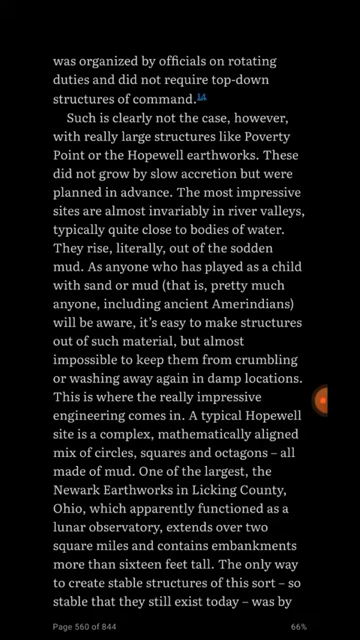 was organized by officials on rotating
duties and did not require top-down
structures of command.14
Such is clearly not the case, however,
with really large structures like Poverty
Point or the Hopewell earthworks. These
did not grow by slow accretion but were
planned in advance. The most impressive
sites are almost invariably in river valleys,
typically quite close to bodies of water.
They rise, literally, out of the sodden
mud. As anyone who has played as a child
with sand or mud (that is, pretty much
anyone, including ancient Amerindians)
will be aware, it’s easy to make structures
out of such material, but almost
impossible to keep them from crumbling
or washing away again in damp locations.
This is where the really impressive
engineering comes in. A typical Hopewell
site is a complex, mathematically aligned
mix of circles, squares and octagons – all
made of mud. One of the largest, the
Newark Earthworks in Licking County,
Ohio, which apparently functioned as a
lunar observatory, extends over two
square miles and contains embankments
more than sixteen feet tall. The only way
to create stable structures of this sort – so
stable that they still exist today – was by
Page 560 of 844 66%